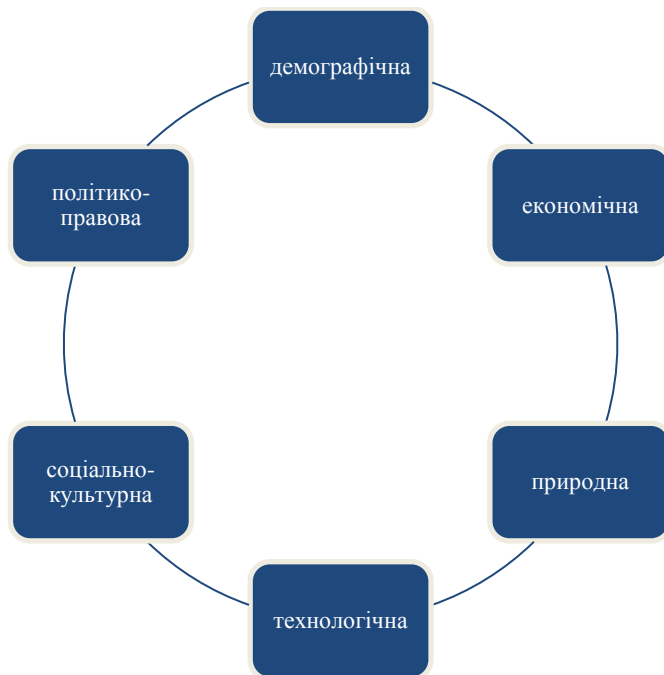 демографічна
економічна
природна
технологічна
соціально-
культурна
політико-
правова